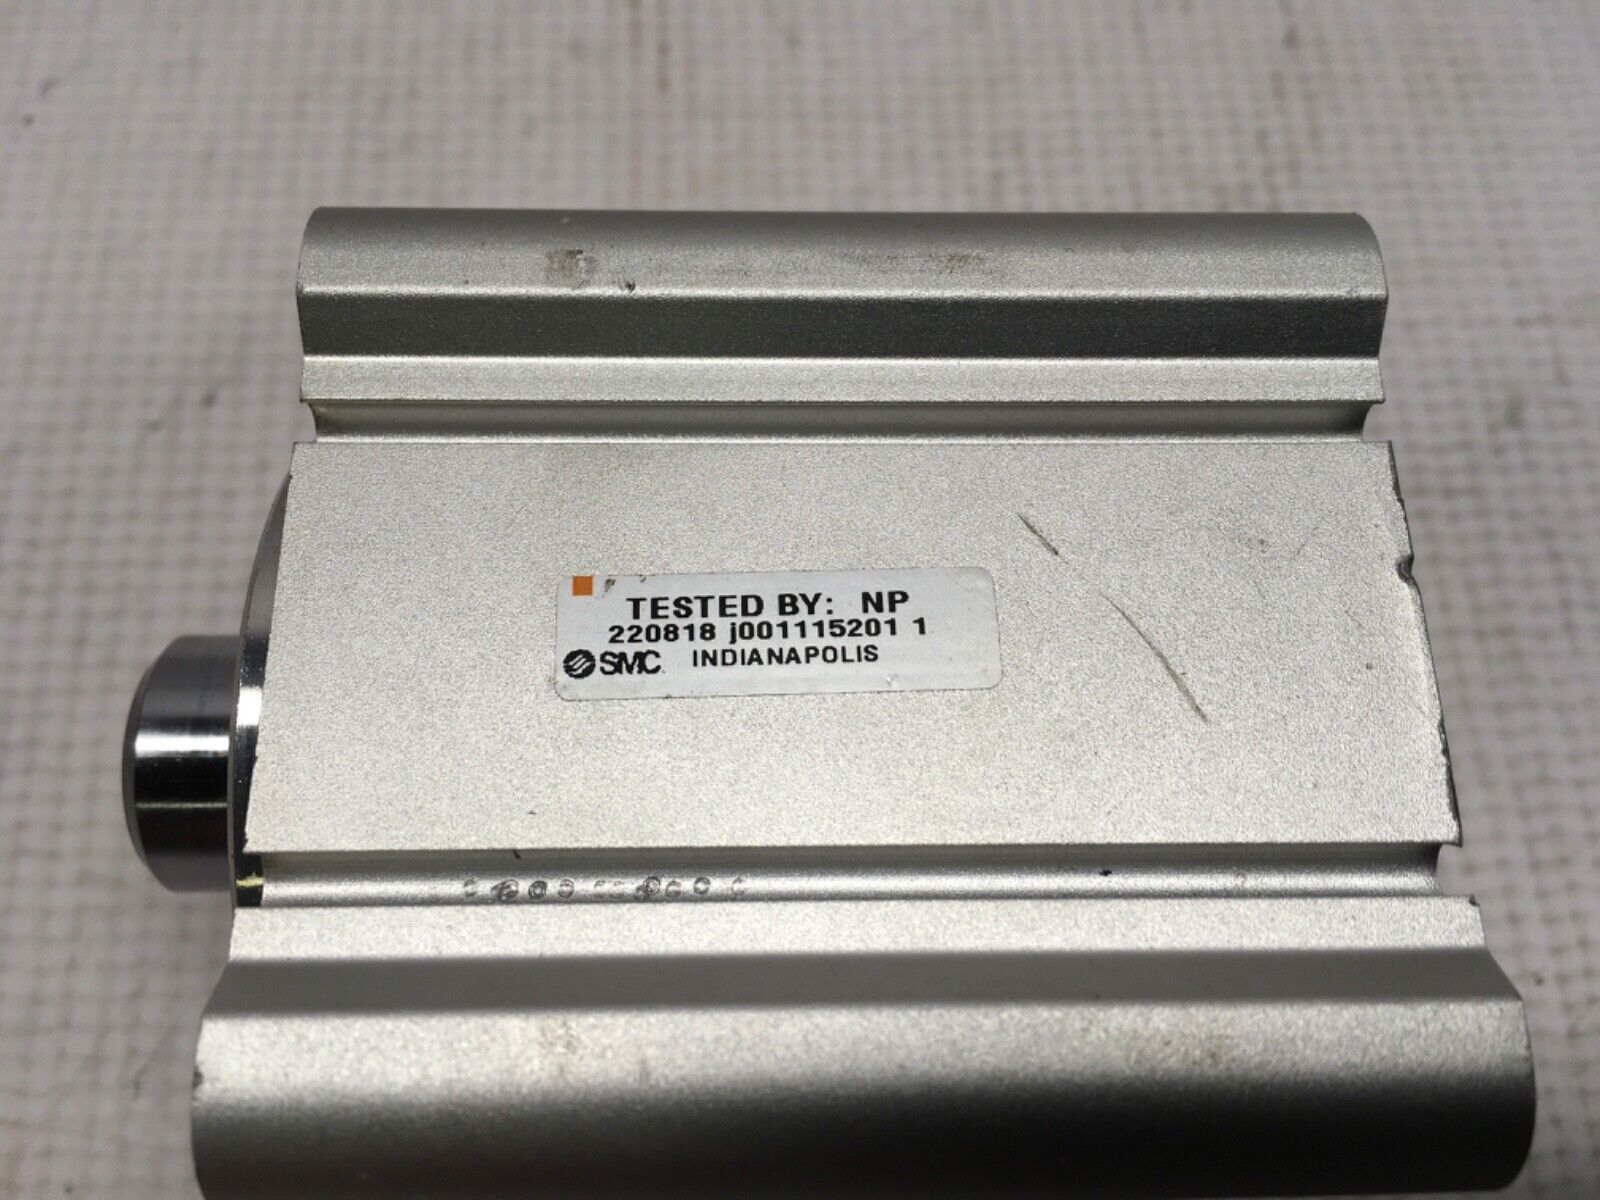 TESTED BY: NP
220818 j001115201 1
SMC INDIANAPOLIS